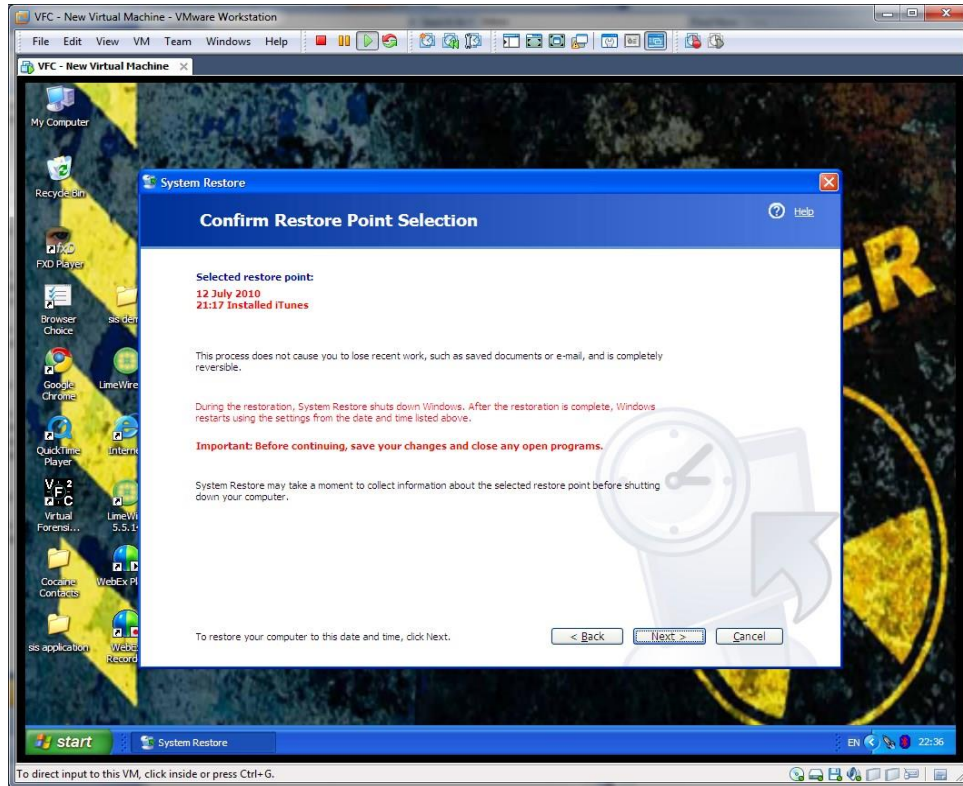 VFC - New Virtual Machine - VMware Workstation
File Edit View VM Team Windows Help
VFC - New Virtual Machine
My Computer
Recycle Bin
FXD Player
Browser Choice
sis
Google Chrome
LimeWire
QuickTime Player
V F C 2
Virtual Forensi...
5.5.1
Cocaine Contacts
WebEx
sis application
System Restore
Confirm Restore Point Selection
Help
Selected restore point:
12 July 2010
21:17 Installed iTunes
This process does not cause you to lose recent work, such as saved documents or e-mail, and is completely
reversible.
During the restoration, System Restore shuts down Windows. After the restoration is complete, Windows
restarts using the settings from the date and time listed above.
Important: Before continuing, save your changes and close any open programs.
System Restore may take a moment to collect information about the selected restore point before shutting
down your computer.
To restore your computer to this date and time, click Next.
< Back Next > Cancel
ER
start System Restore EN 22:36
To direct input to this VM, click inside or press Ctrl+G.